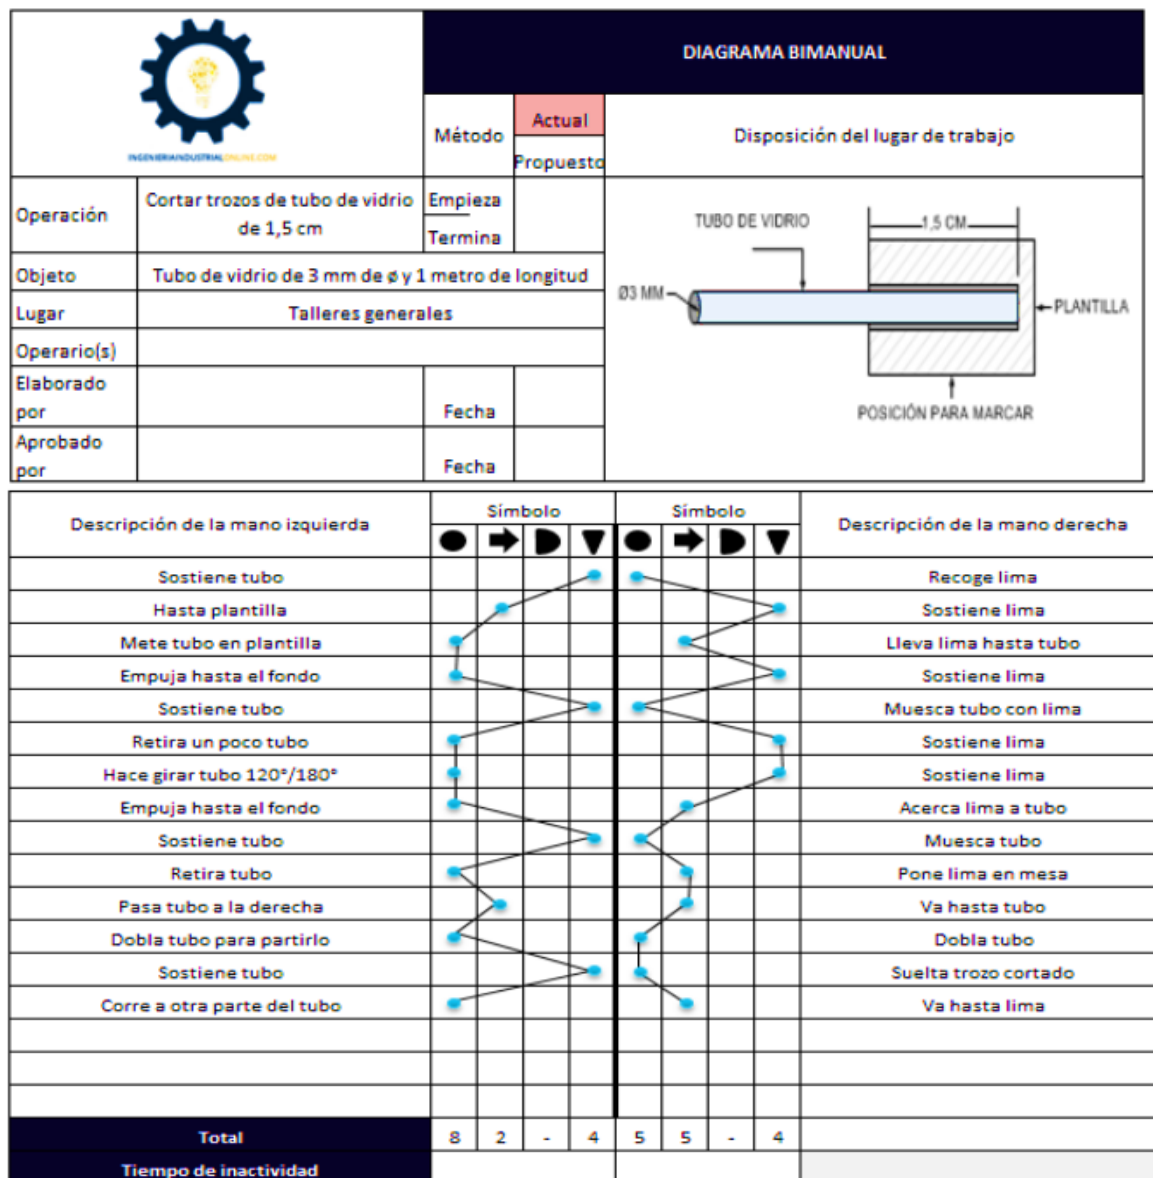 INGENIERIAINDUSTRIALONLINE.COM
DIAGRAMA BIMANUAL
Método
Actual
Propuesto
Disposición del lugar de trabajo
Operación
Cortar trozos de tubo de vidrio
de 1,5 cm
Empieza
Termina
Objeto
Tubo de vidrio de 3 mm de ø y 1 metro de longitud
Lugar
Talleres generales
Operario(s)
Elaborado
por
Fecha
Aprobado
por
Fecha
TUBO DE VIDRIO
1,5 CM
Ø3 MM
PLANTILLA
POSICIÓN PARA MARCAR
Descripción de la mano izquierda
Símbolo
Símbolo
Descripción de la mano derecha
Sostiene tubo
Recoge lima
Hasta plantilla
Sostiene lima
Mete tubo en plantilla
Lleva lima hasta tubo
Empuja hasta el fondo
Sostiene lima
Sostiene tubo
Muesca tubo con lima
Retira un poco tubo
Sostiene lima
Hace girar tubo 120°/180°
Sostiene lima
Empuja hasta el fondo
Acerca lima a tubo
Sostiene tubo
Muesca tubo
Retira tubo
Pone lima en mesa
Pasa tubo a la derecha
Va hasta tubo
Dobla tubo para partirlo
Dobla tubo
Sostiene tubo
Suelta trozo cortado
Corre a otra parte del tubo
Va hasta lima
Total 8 2 - 4 5 5 - 4
Tiempo de inactividad